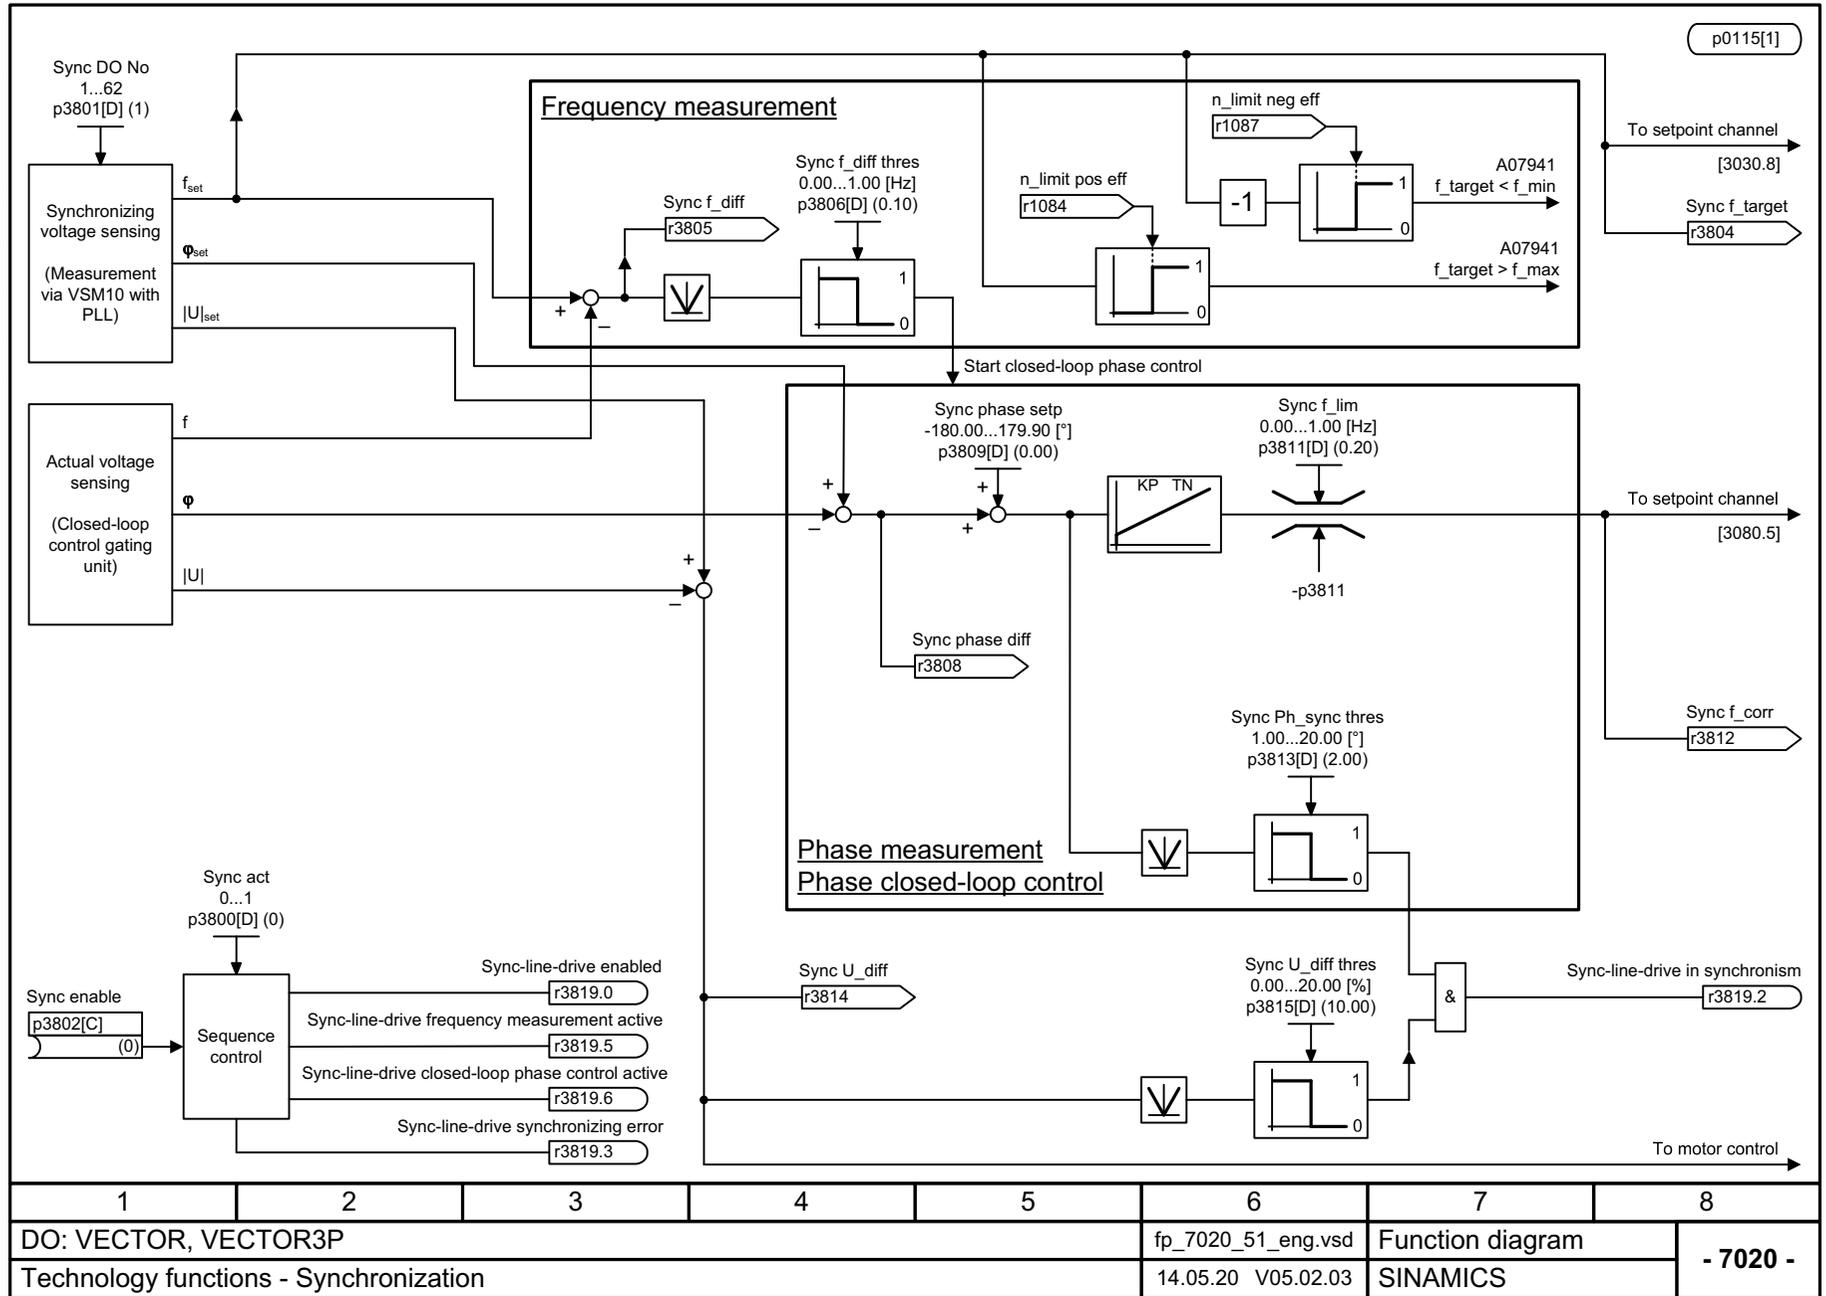 p0115[1]
Sync DO No
1...62
p3801[D] (1)
Frequency measurement
n_limit neg eff
r1087
To setpoint channel
[3030.8]
Synchronizing
voltage sensing
(Measurement
via VSM10 with
PLL)
fset
φset
|U|set
Sync f_diff
r3805
+
–
Sync f_diff thres
0.00...1.00 [Hz]
p3806[D] (0.10)
1
0
n_limit pos eff
r1084
-1
1
0
A07941
f_target < f_min
1
0
A07941
f_target > f_max
Sync f_target
r3804
Start closed-loop phase control
Actual voltage
sensing
(Closed-loop
control gating
unit)
f
φ
|U|
+
–
+
–
Sync phase setp
-180.00...179.90 [°]
p3809[D] (0.00)
+
+
KP TN
Sync f_lim
0.00...1.00 [Hz]
p3811[D] (0.20)
-p3811
To setpoint channel
[3080.5]
Sync phase diff
r3808
Sync f_corr
r3812
Sync Ph_sync thres
1.00...20.00 [°]
p3813[D] (2.00)
1
0
Phase measurement
Phase closed-loop control
Sync act
0...1
p3800[D] (0)
Sync enable
p3802[C]
(0)
Sequence
control
Sync-line-drive enabled
r3819.0
Sync-line-drive frequency measurement active
r3819.5
Sync-line-drive closed-loop phase control active
r3819.6
Sync-line-drive synchronizing error
r3819.3
Sync U_diff
r3814
Sync U_diff thres
0.00...20.00 [%]
p3815[D] (10.00)
1
0
&
Sync-line-drive in synchronism
r3819.2
To motor control
1 2 3 4 5 6 7 8
DO: VECTOR, VECTOR3P
fp_7020_51_eng.vsd
Function diagram
- 7020 -
Technology functions - Synchronization
14.05.20 V05.02.03
SINAMICS